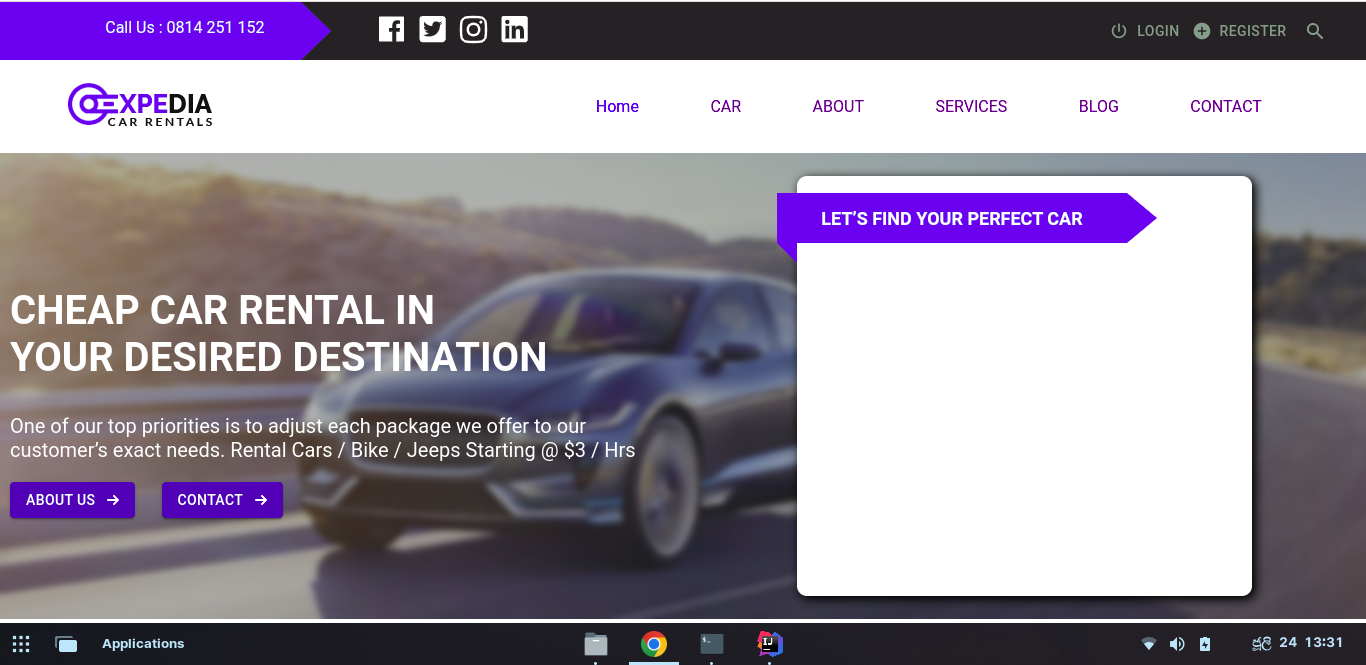 Call Us : 0814 251 152
LOGIN REGISTER
EXPEDIA
CAR RENTALS
Home CAR ABOUT SERVICES BLOG CONTACT
LET’S FIND YOUR PERFECT CAR
CHEAP CAR RENTAL IN
YOUR DESIRED DESTINATION
One of our top priorities is to adjust each package we offer to our
customer’s exact needs. Rental Cars / Bike / Jeeps Starting @ $3 / Hrs
ABOUT US CONTACT
Applications
24 13:31